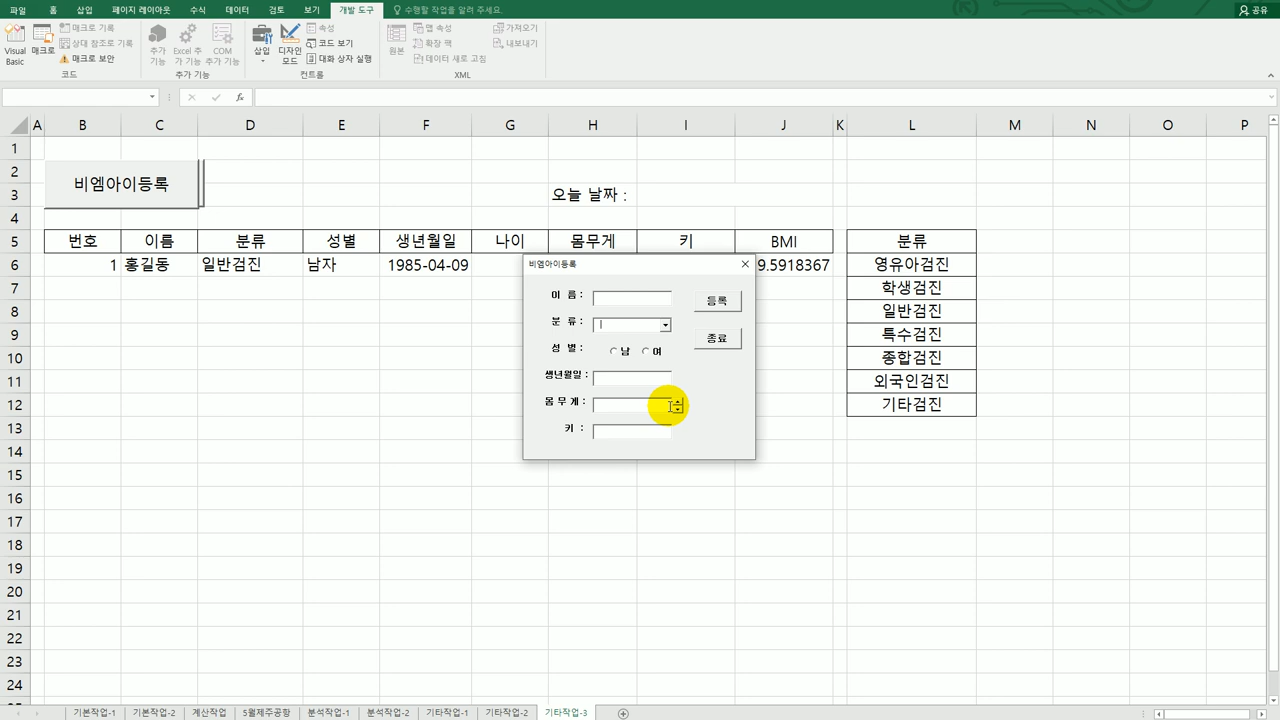 파일 홈 삽입 페이지 레이아웃 수식 데이터 검토 보기 개발 도구 수행할 작업을 알려 주세요. 공유
Visual Basic
매크로
매크로 기록
상대 참조로 기록
매크로 보안
코드
추가 기능
Excel 추가 기능
COM 추가 기능
추가 기능
삽입
디자인 모드
속성
코드 보기
대화 상자 실행
컨트롤
원본
맵 속성
확장 팩
데이터 새로 고침
가져오기
내보내기
XML
fx
A B C D E F G H I J K L M N O P
1
2
비엠아이등록
3 오늘 날짜 :
4
5 번호 이름 분류 성별 생년월일 나이 몸무게 키 BMI 분류
6 1 홍길동 일반검진 남자 1985-04-09 9.5918367 영유아검진
7 학생검진
8 일반검진
9 특수검진
10 종합검진
11 외국인검진
12 기타검진
13
14
15
16
17
18
19
20
21
22
23
24
비엠아이등록
이 름 :
등록
분 류 :
종료
성 별 : 남 여
생년월일 :
몸 무 게 :
키 :
기본작업-1 기본작업-2 계산작업 5월제주공항 분석작업-1 분석작업-2 기타작업-1 기타작업-2 기타작업-3